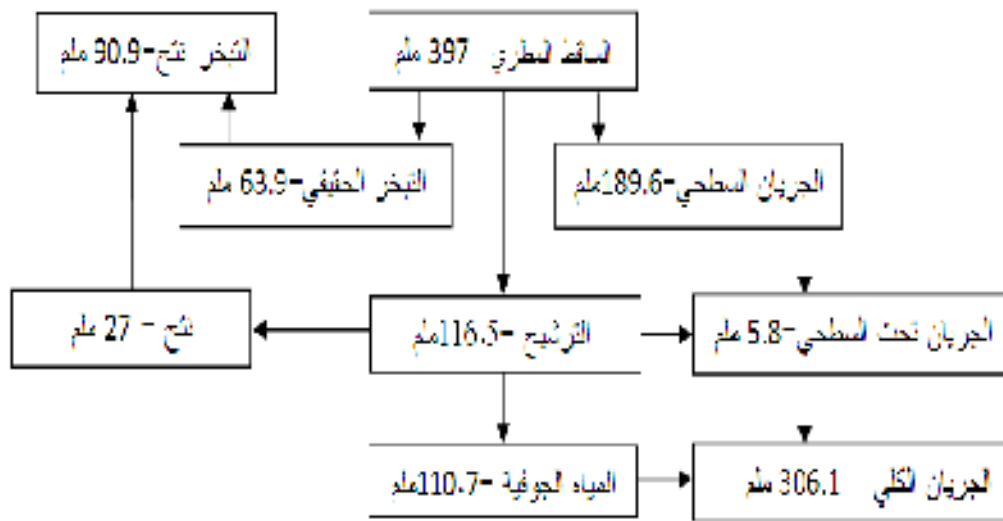 الساقط المطري 397 ملم
التبخر نتح-90.9 ملم
الجريان السطحي-189.6ملم
التبخر الحقيقي-63.9 ملم
الجريان تحت السطحي-5.8 ملم
الترشيح -116.5ملم
نتح - 27 ملم
الجريان الكلي 306.1 ملم
المياه الجوفية -110.7ملم